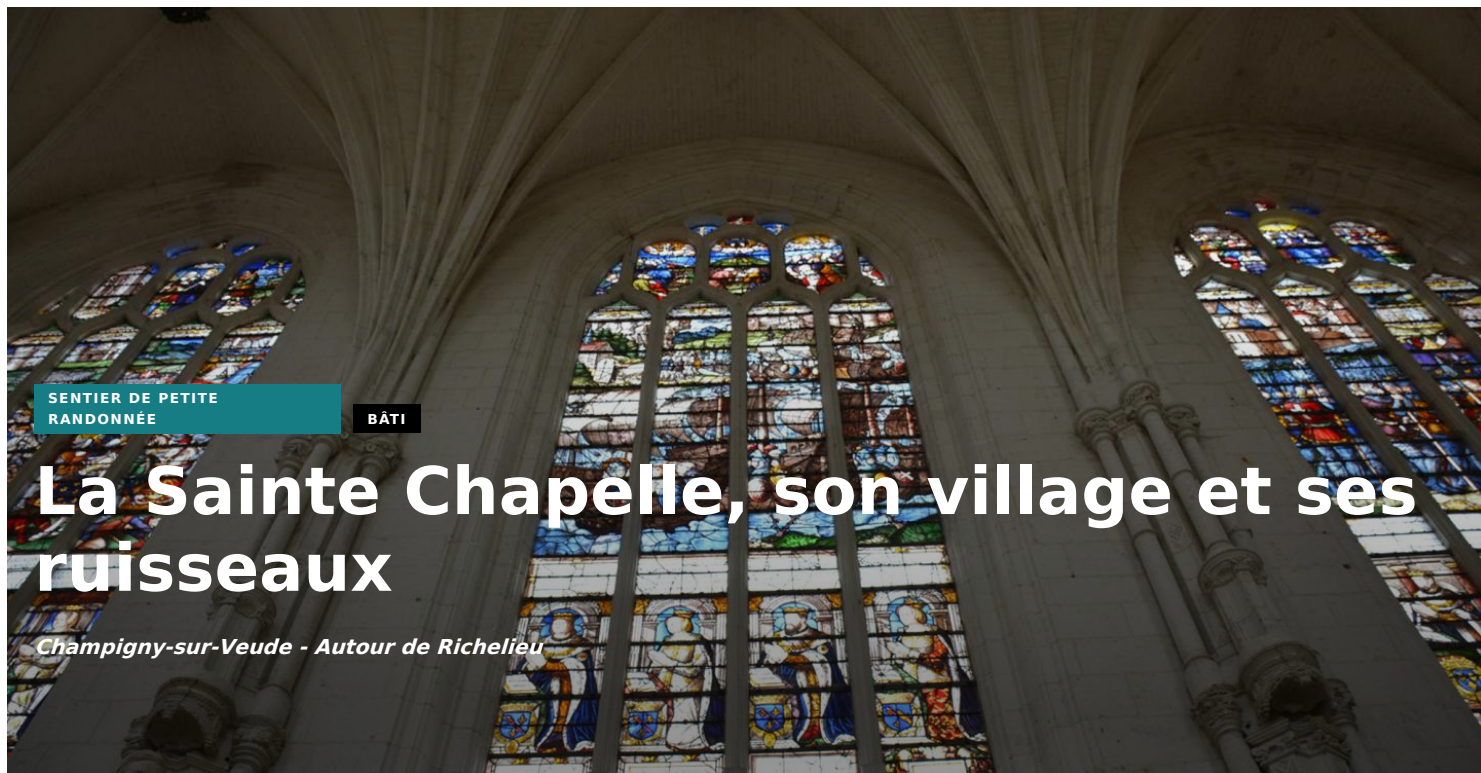 SENTIER DE PETITE
RANDONNÉE
BÂTI
La Sainte Chapelle, son village et ses
ruisseaux
Champigny-sur-Veude - Autour de Richelieu